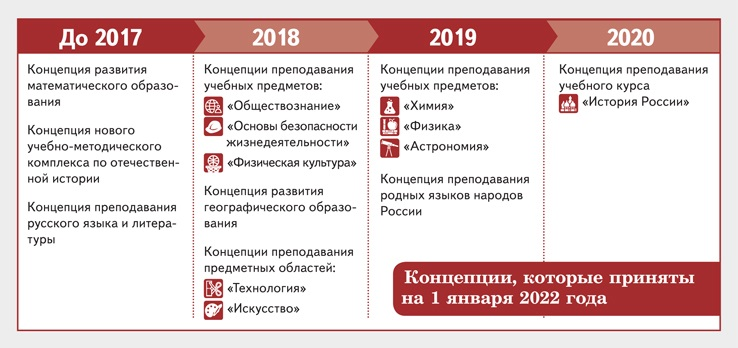 До 2017
Концепция развития
математического образо-
вания
Концепция нового
учебно-методического
комплекса по отечествен-
ной истории
Концепция преподавания
русского языка и литера-
туры
2018
Концепции преподавания
учебных предметов:
«Обществознание»
«Основы безопасности
жизнедеятельности»
«Физическая культура»
Концепция развития
географического образо-
вания
Концепции преподавания
предметных областей:
«Технология»
«Искусство»
2019
Концепции преподавания
учебных предметов:
«Химия»
«Физика»
«Астрономия»
Концепция преподавания
родных языков народов
России
2020
Концепция преподавания
учебного курса
«История России»
Концепции, которые приняты
на 1 января 2022 года